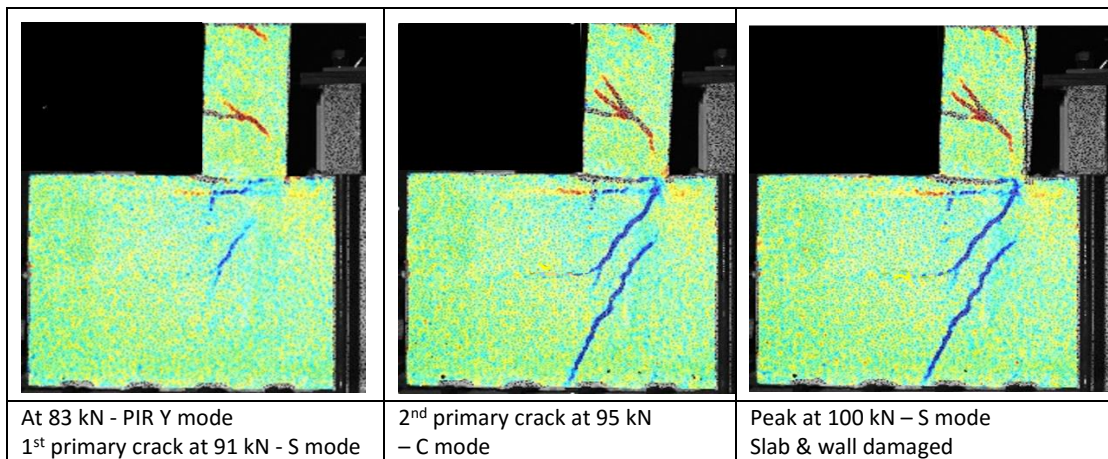 At 83 kN - PIR Y mode
1st primary crack at 91 kN - S mode
2nd primary crack at 95 kN
– C mode
Peak at 100 kN – S mode
Slab & wall damaged